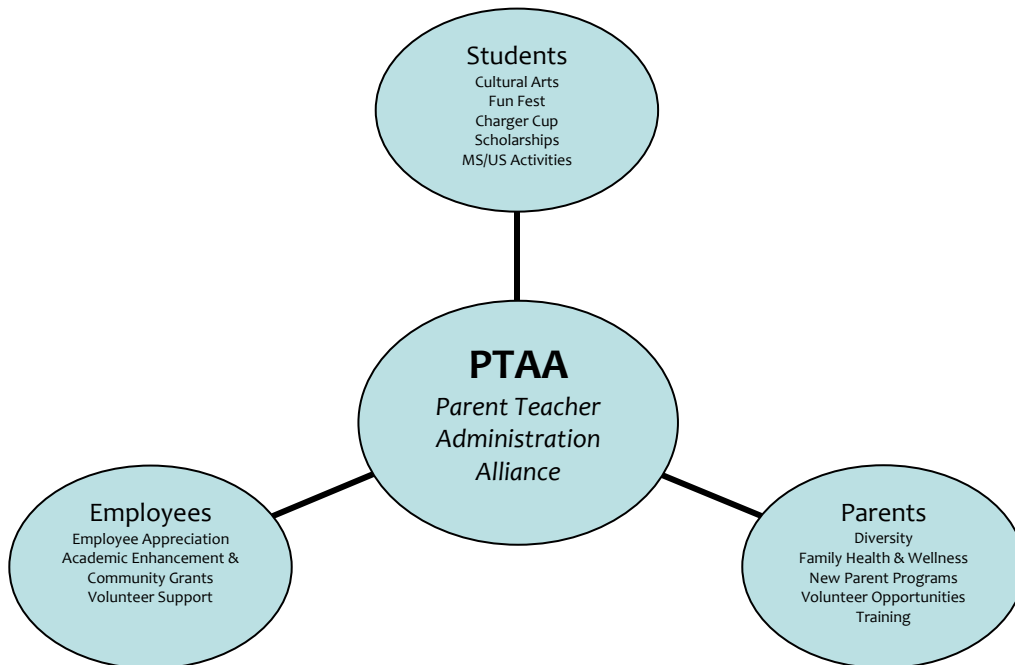 Students
Cultural Arts
Fun Fest
Charger Cup
Scholarships
MS/US Activities
PTAA
Parent Teacher
Administration
Alliance
Employees
Employee Appreciation
Academic Enhancement &
Community Grants
Volunteer Support
Parents
Diversity
Family Health & Wellness
New Parent Programs
Volunteer Opportunities
Training